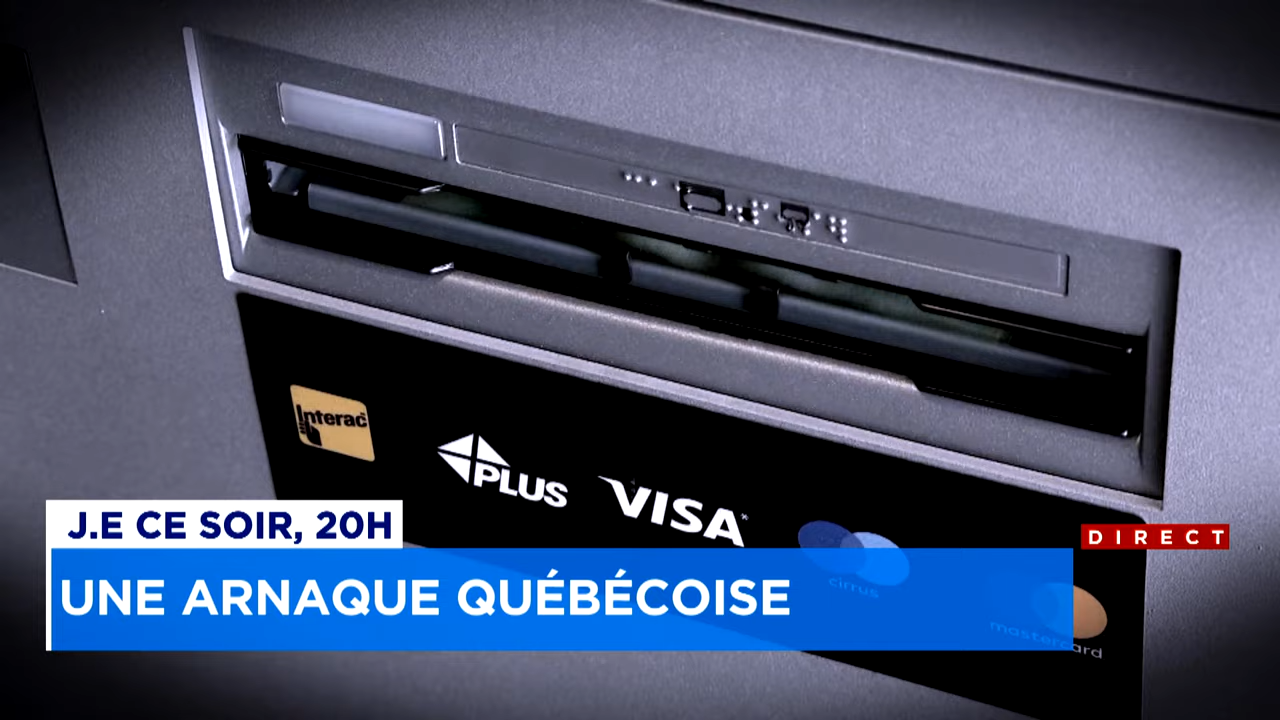 Interac
PLUS
VISA
J.E CE SOIR, 20H
DIRECT
cirrus
UNE ARNAQUE QUÉBÉCOISE
mastercard